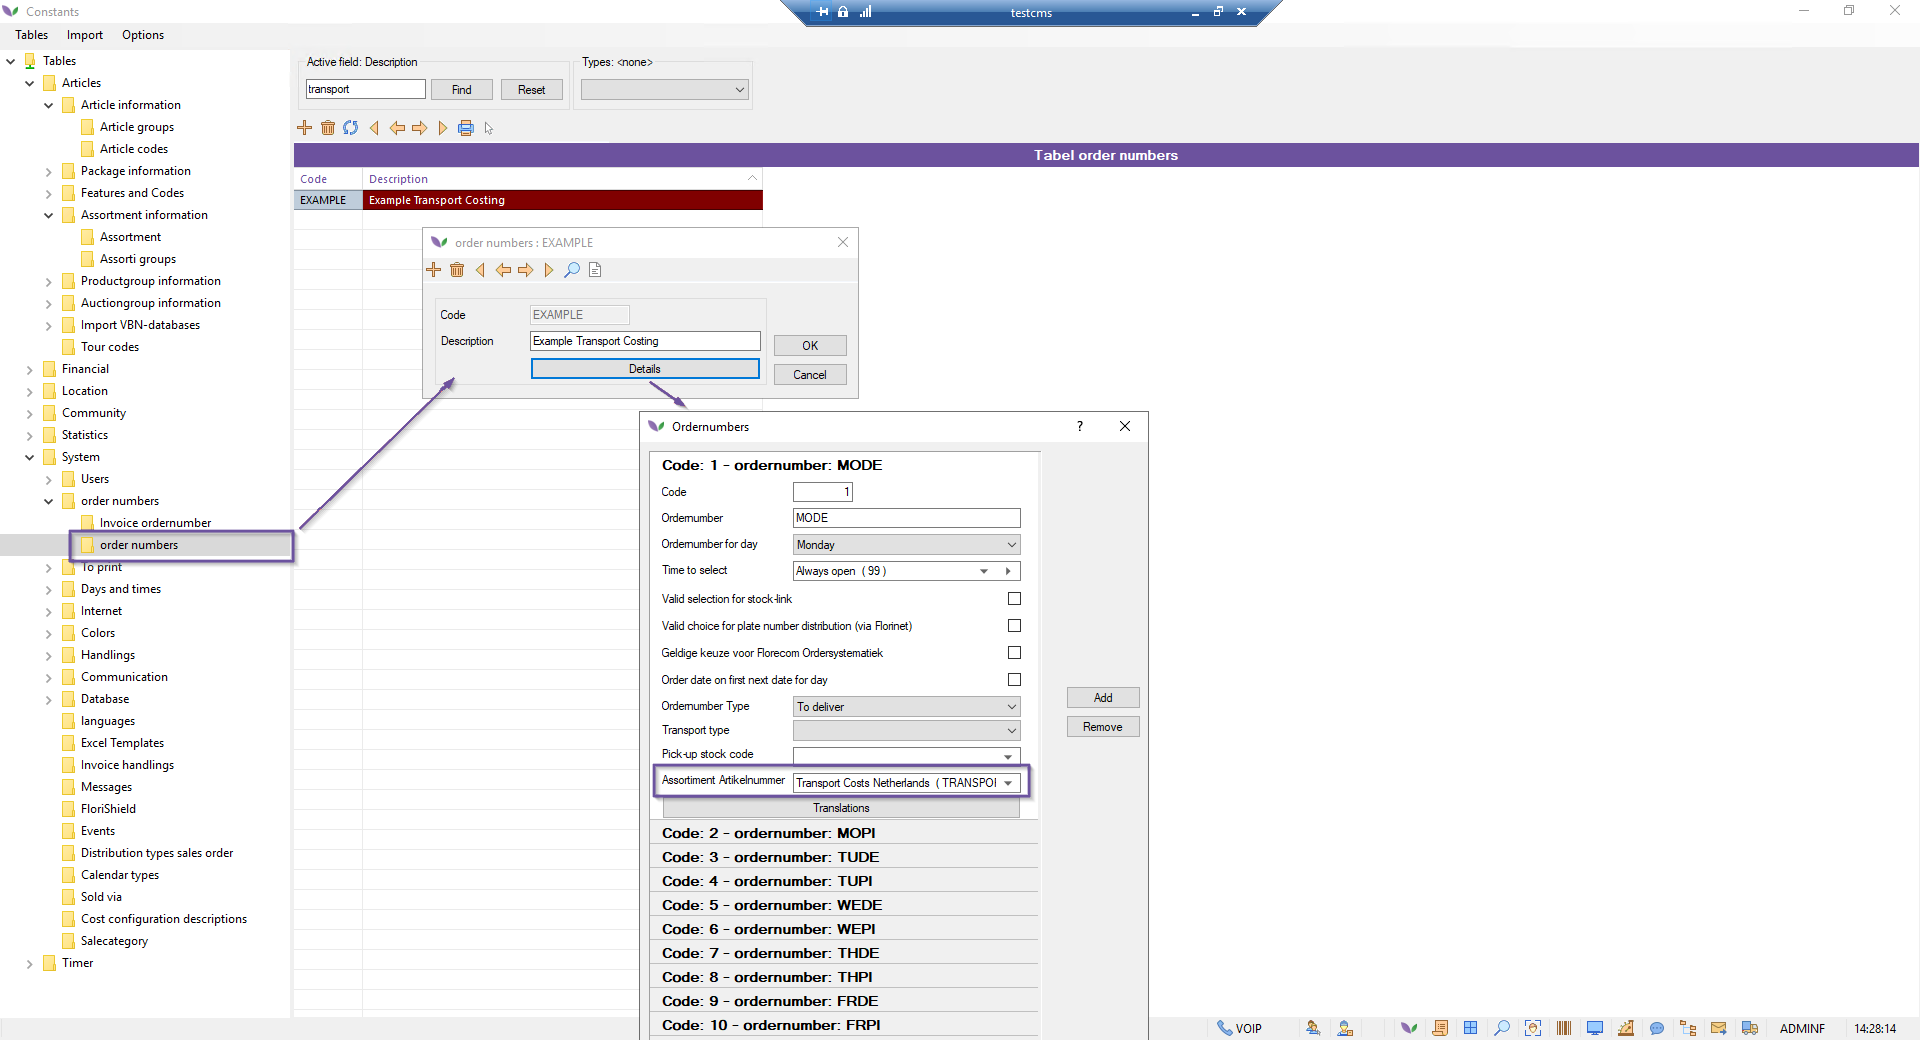 Constants
testcms
Tables Import Options
Tables
Articles
Article information
Article groups
Article codes
Package information
Features and Codes
Assortment information
Assortment
Assorti groups
Productgroup information
Auctiongroup information
Import VBN-databases
Tour codes
Financial
Location
Community
Statistics
System
Users
order numbers
Invoice ordernumber
order numbers
To print
Days and times
Internet
Colors
Handlings
Communication
Database
languages
Excel Templates
Invoice handlings
Messages
FloriShield
Events
Distribution types sales order
Calendar types
Sold via
Cost configuration descriptions
Salecategory
Timer
Active field: Description
transport Find Reset
Types: <none>
Tabel order numbers
Code Description
EXAMPLE Example Transport Costing
order numbers : EXAMPLE
Code EXAMPLE
Description Example Transport Costing
Details
OK
Cancel
Ordernumbers ?
Code: 1 - ordernumber: MODE
Code 1
Ordernumber MODE
Ordernumber for day Monday
Time to select Always open ( 99 )
Valid selection for stock-link
Valid choice for plate number distribution (via Florinet)
Geldige keuze voor Florecom Ordersystematiek
Order date on first next date for day
Ordernumber Type To deliver
Transport type
Pick-up stock code
Assortiment Artikelnummer Transport Costs Netherlands ( TRANSPOI
Translations
Code: 2 - ordernumber: MOPI
Code: 3 - ordernumber: TUDE
Code: 4 - ordernumber: TUPI
Code: 5 - ordernumber: WEDE
Code: 6 - ordernumber: WEPI
Code: 7 - ordernumber: THDE
Code: 8 - ordernumber: THPI
Code: 9 - ordernumber: FRDE
Code: 10 - ordernumber: FRPI
Add
Remove
VOIP ADMINF 14:28:14